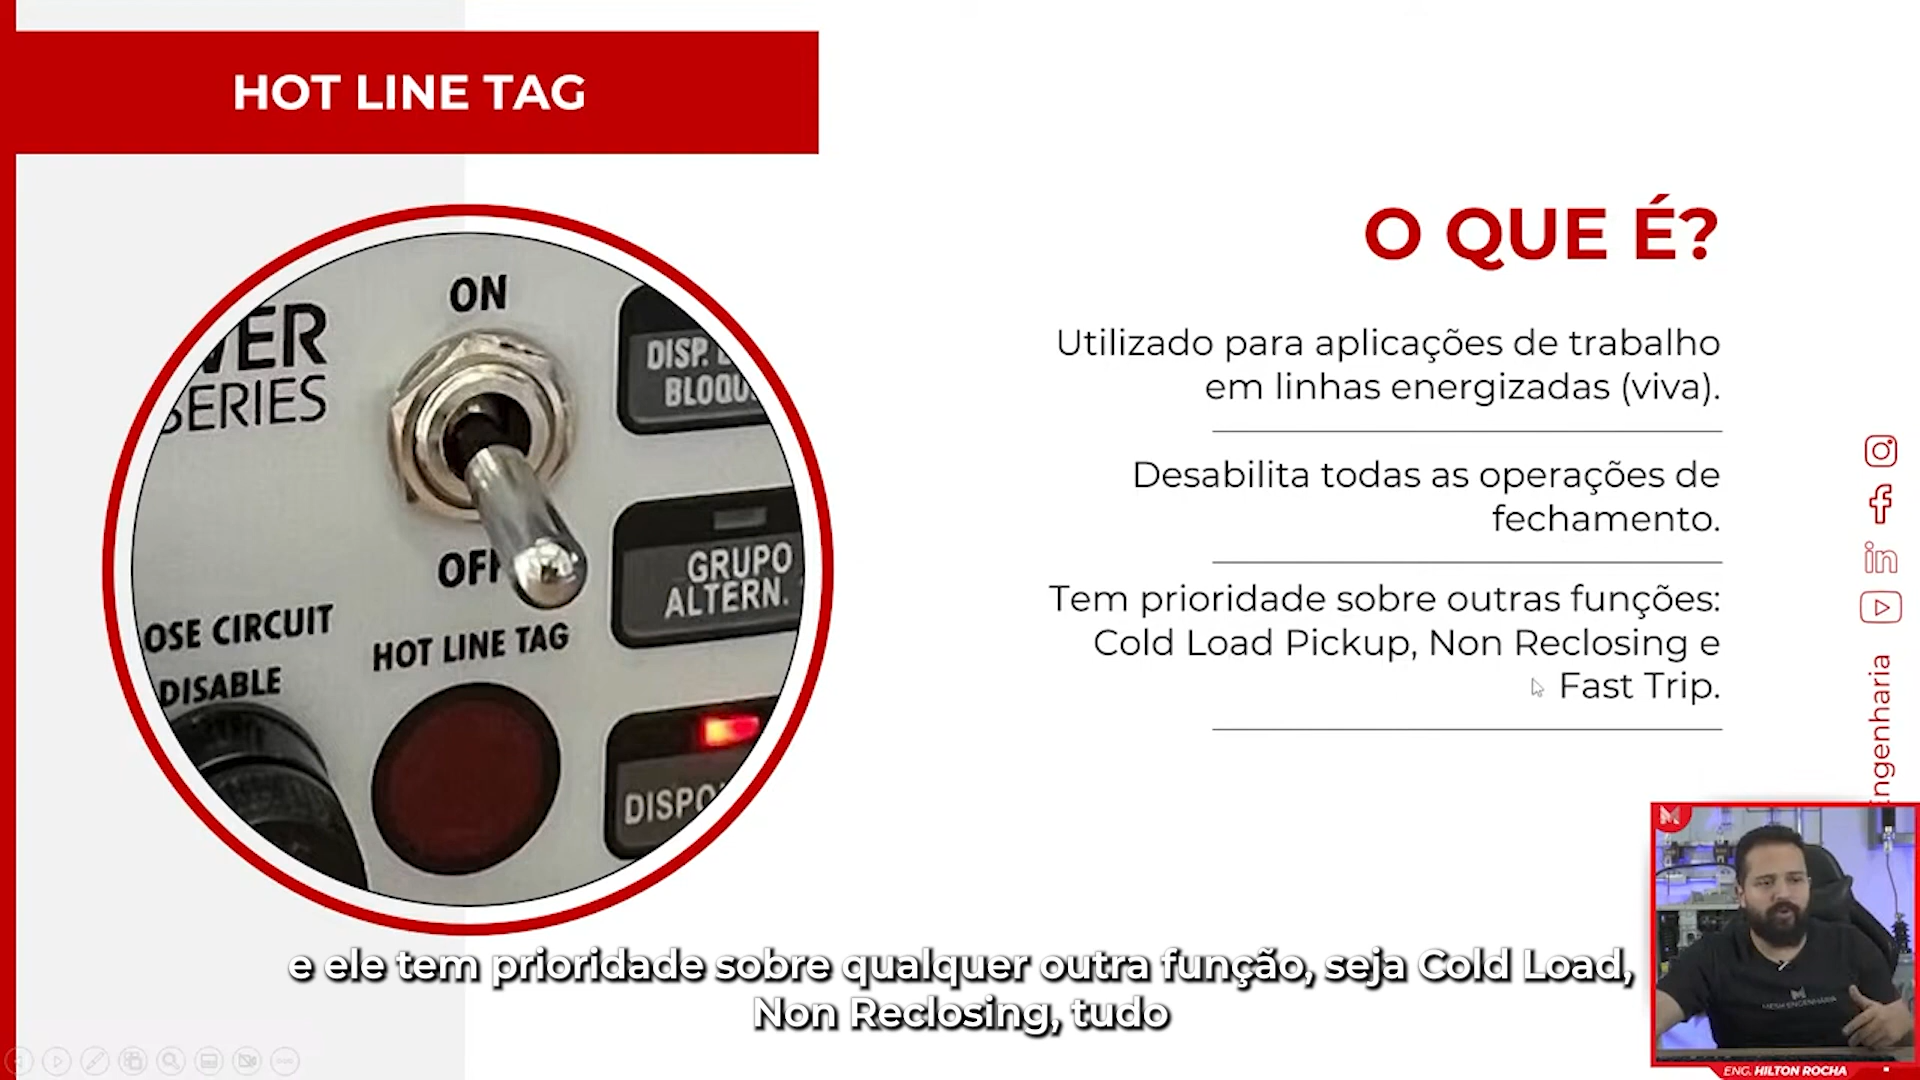 HOT LINE TAG
O QUE É?
Utilizado para aplicações de trabalho
em linhas energizadas (viva).
Desabilita todas as operações de
fechamento.
Tem prioridade sobre outras funções:
Cold Load Pickup, Non Reclosing e
Fast Trip.
ON
SERIES
DISP.
OFF
GRUPO
ALTERN.
OSE CIRCUIT
DISABLE
HOT LINE TAG
ngenharia
MESH ENGENHARIA
e ele tem prioridade sobre qualquer outra função, seja Cold Load,
Non Reclosing, tudo
ENG. HILTON ROCHA